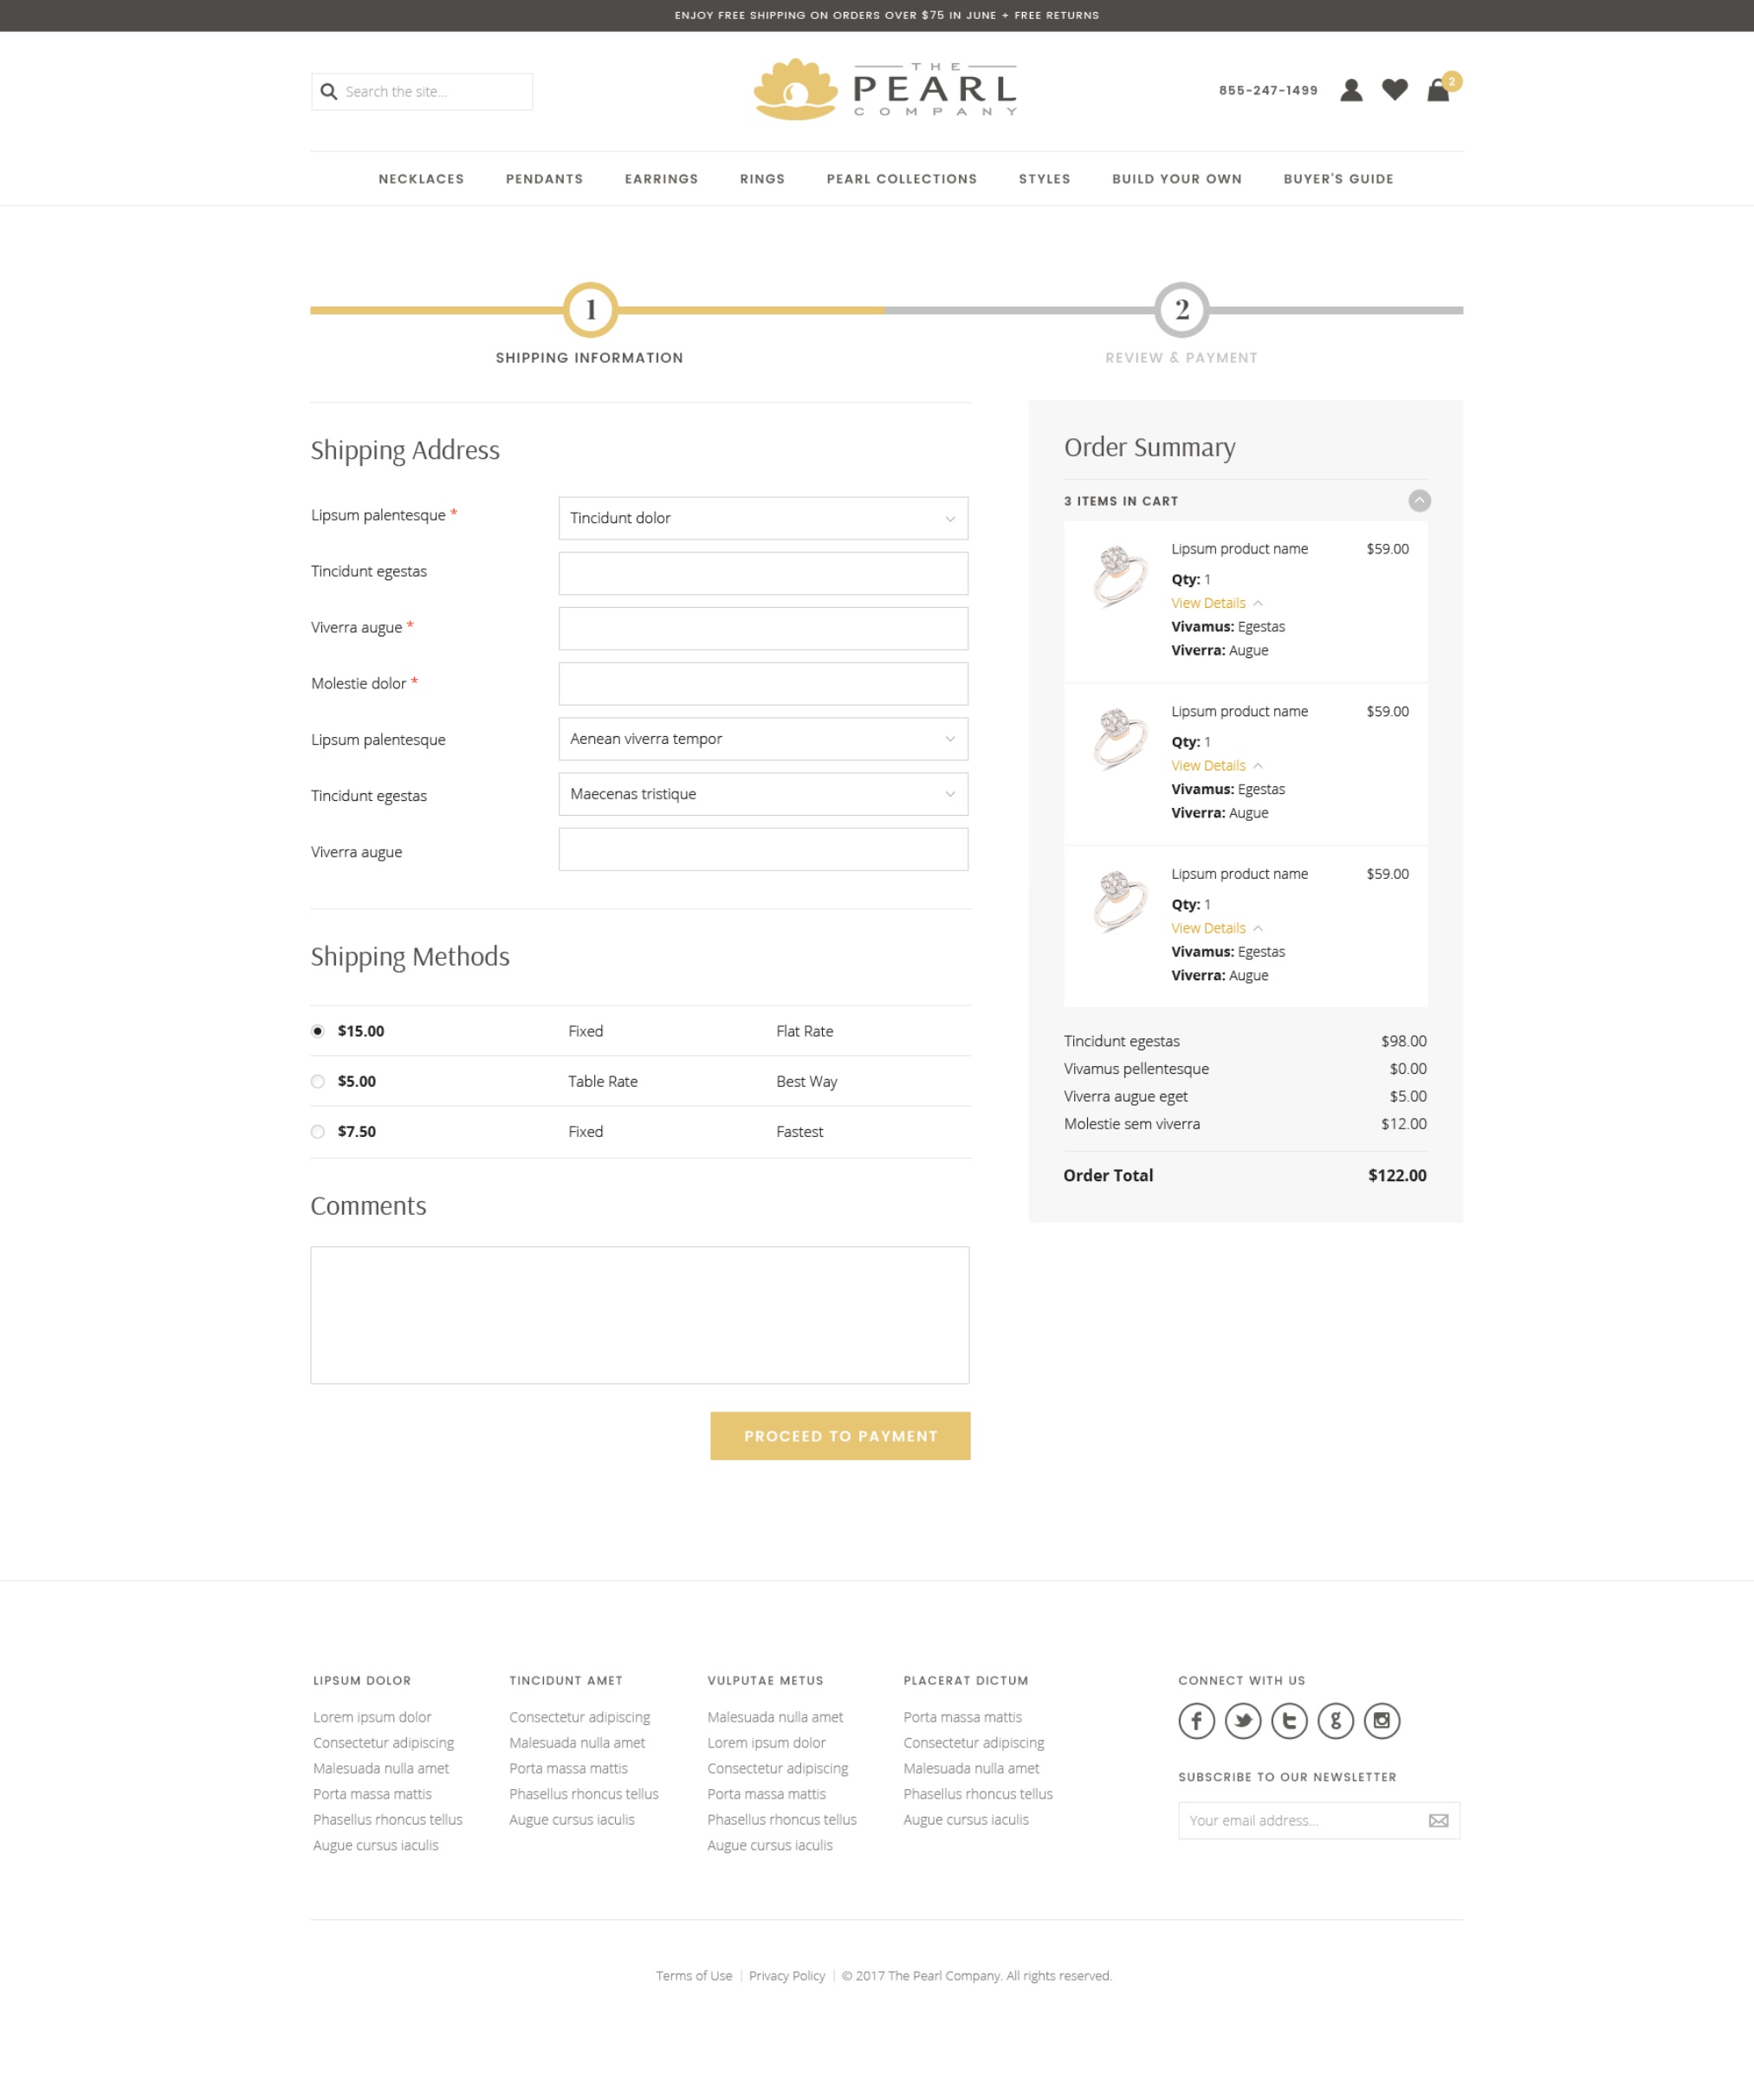 ENJOY FREE SHIPPING ON ORDERS OVER $75 IN JUNE + FREE RETURNS
Search the site...
THE
PEARL
COMPANY
855-247-1499
2
NECKLACES PENDANTS EARRINGS RINGS PEARL COLLECTIONS STYLES BUILD YOUR OWN BUYER'S GUIDE
1
2
SHIPPING INFORMATION
REVIEW & PAYMENT
Shipping Address
Lipsum palentesque *
Tincidunt dolor
Tincidunt egestas
Viverra augue *
Molestie dolor *
Lipsum palentesque
Aenean viverra tempor
Tincidunt egestas
Maecenas tristique
Viverra augue
Shipping Methods
$15.00 Fixed Flat Rate
$5.00 Table Rate Best Way
$7.50 Fixed Fastest
Comments
PROCEED TO PAYMENT
Order Summary
3 ITEMS IN CART
Lipsum product name $59.00
Qty: 1
View Details
Vivamus: Egestas
Viverra: Augue
Lipsum product name $59.00
Qty: 1
View Details
Vivamus: Egestas
Viverra: Augue
Lipsum product name $59.00
Qty: 1
View Details
Vivamus: Egestas
Viverra: Augue
Tincidunt egestas $98.00
Vivamus pellentesque $0.00
Viverra augue eget $5.00
Molestie sem viverra $12.00
Order Total $122.00
LIPSUM DOLOR
Lorem ipsum dolor
Consectetur adipiscing
Malesuada nulla amet
Porta massa mattis
Phasellus rhoncus tellus
Augue cursus iaculis
TINCIDUNT AMET
Consectetur adipiscing
Malesuada nulla amet
Porta massa mattis
Phasellus rhoncus tellus
Augue cursus iaculis
VULPUTAE METUS
Malesuada nulla amet
Lorem ipsum dolor
Consectetur adipiscing
Porta massa mattis
Phasellus rhoncus tellus
Augue cursus iaculis
PLACERAT DICTUM
Porta massa mattis
Consectetur adipiscing
Malesuada nulla amet
Phasellus rhoncus tellus
Augue cursus iaculis
CONNECT WITH US
SUBSCRIBE TO OUR NEWSLETTER
Your email address...
Terms of Use | Privacy Policy | © 2017 The Pearl Company. All rights reserved.